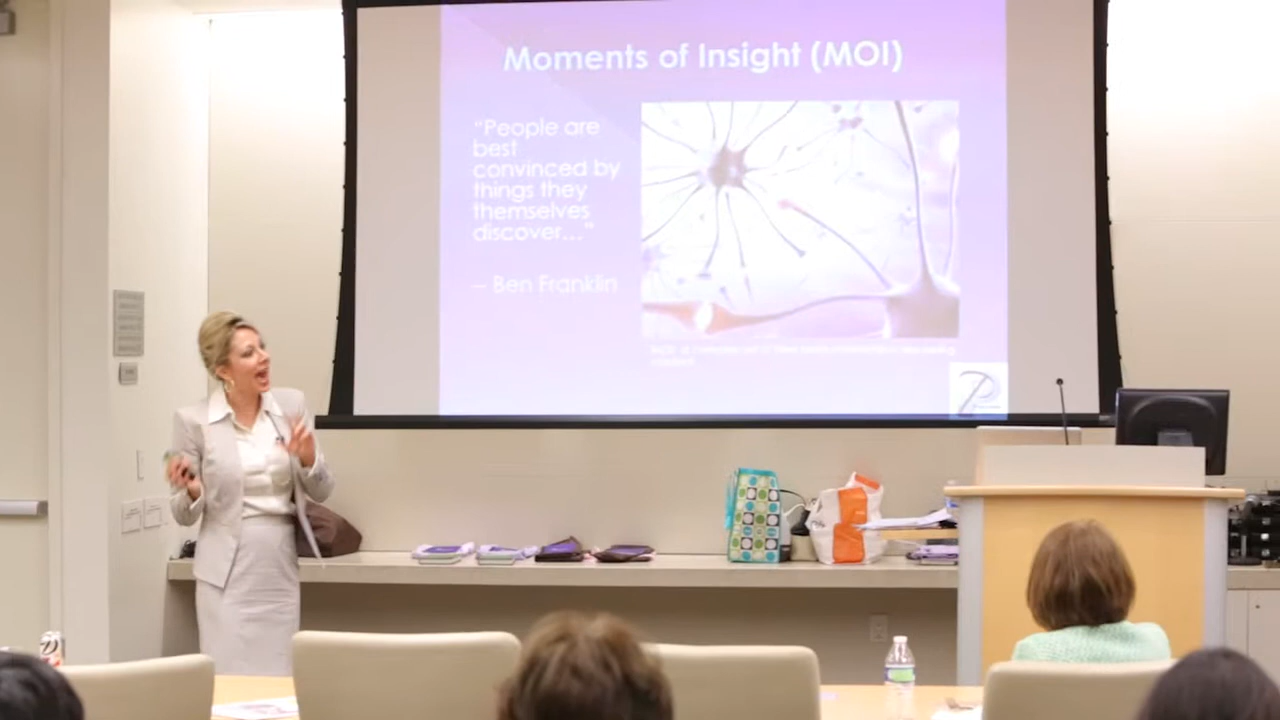 Moments of Insight (MOI)
“People are
best
convinced by
things they
themselves
discover...”
– Ben Franklin